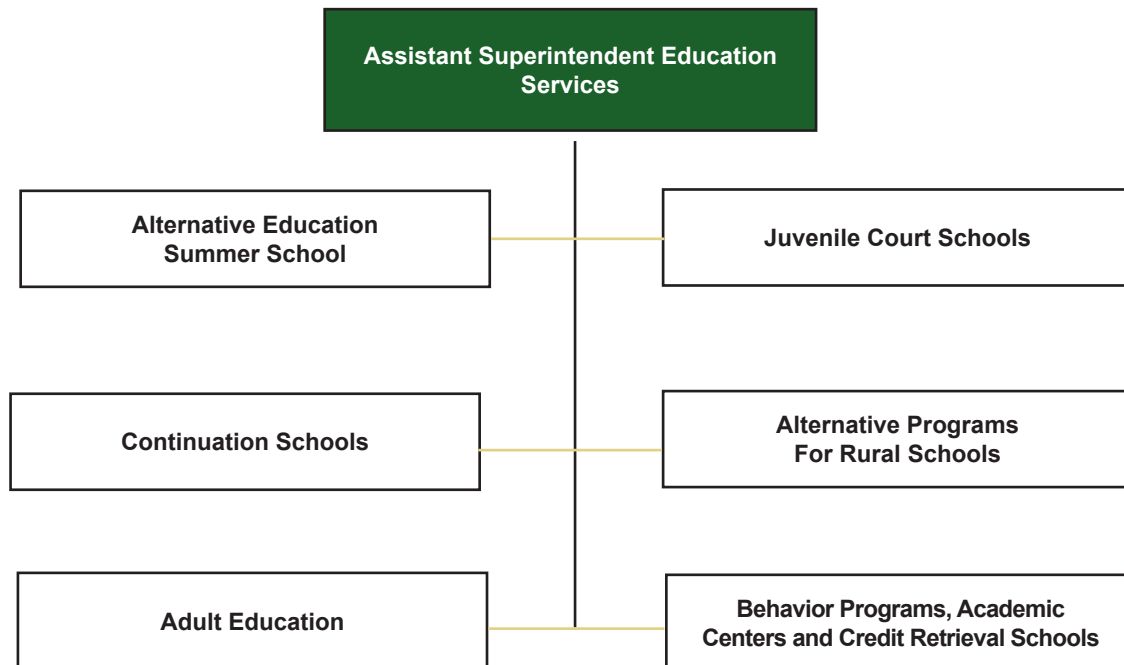 Assistant Superintendent Education
Services
Alternative Education
Summer School
Juvenile Court Schools
Continuation Schools
Alternative Programs
For Rural Schools
Adult Education
Behavior Programs, Academic
Centers and Credit Retrieval Schools